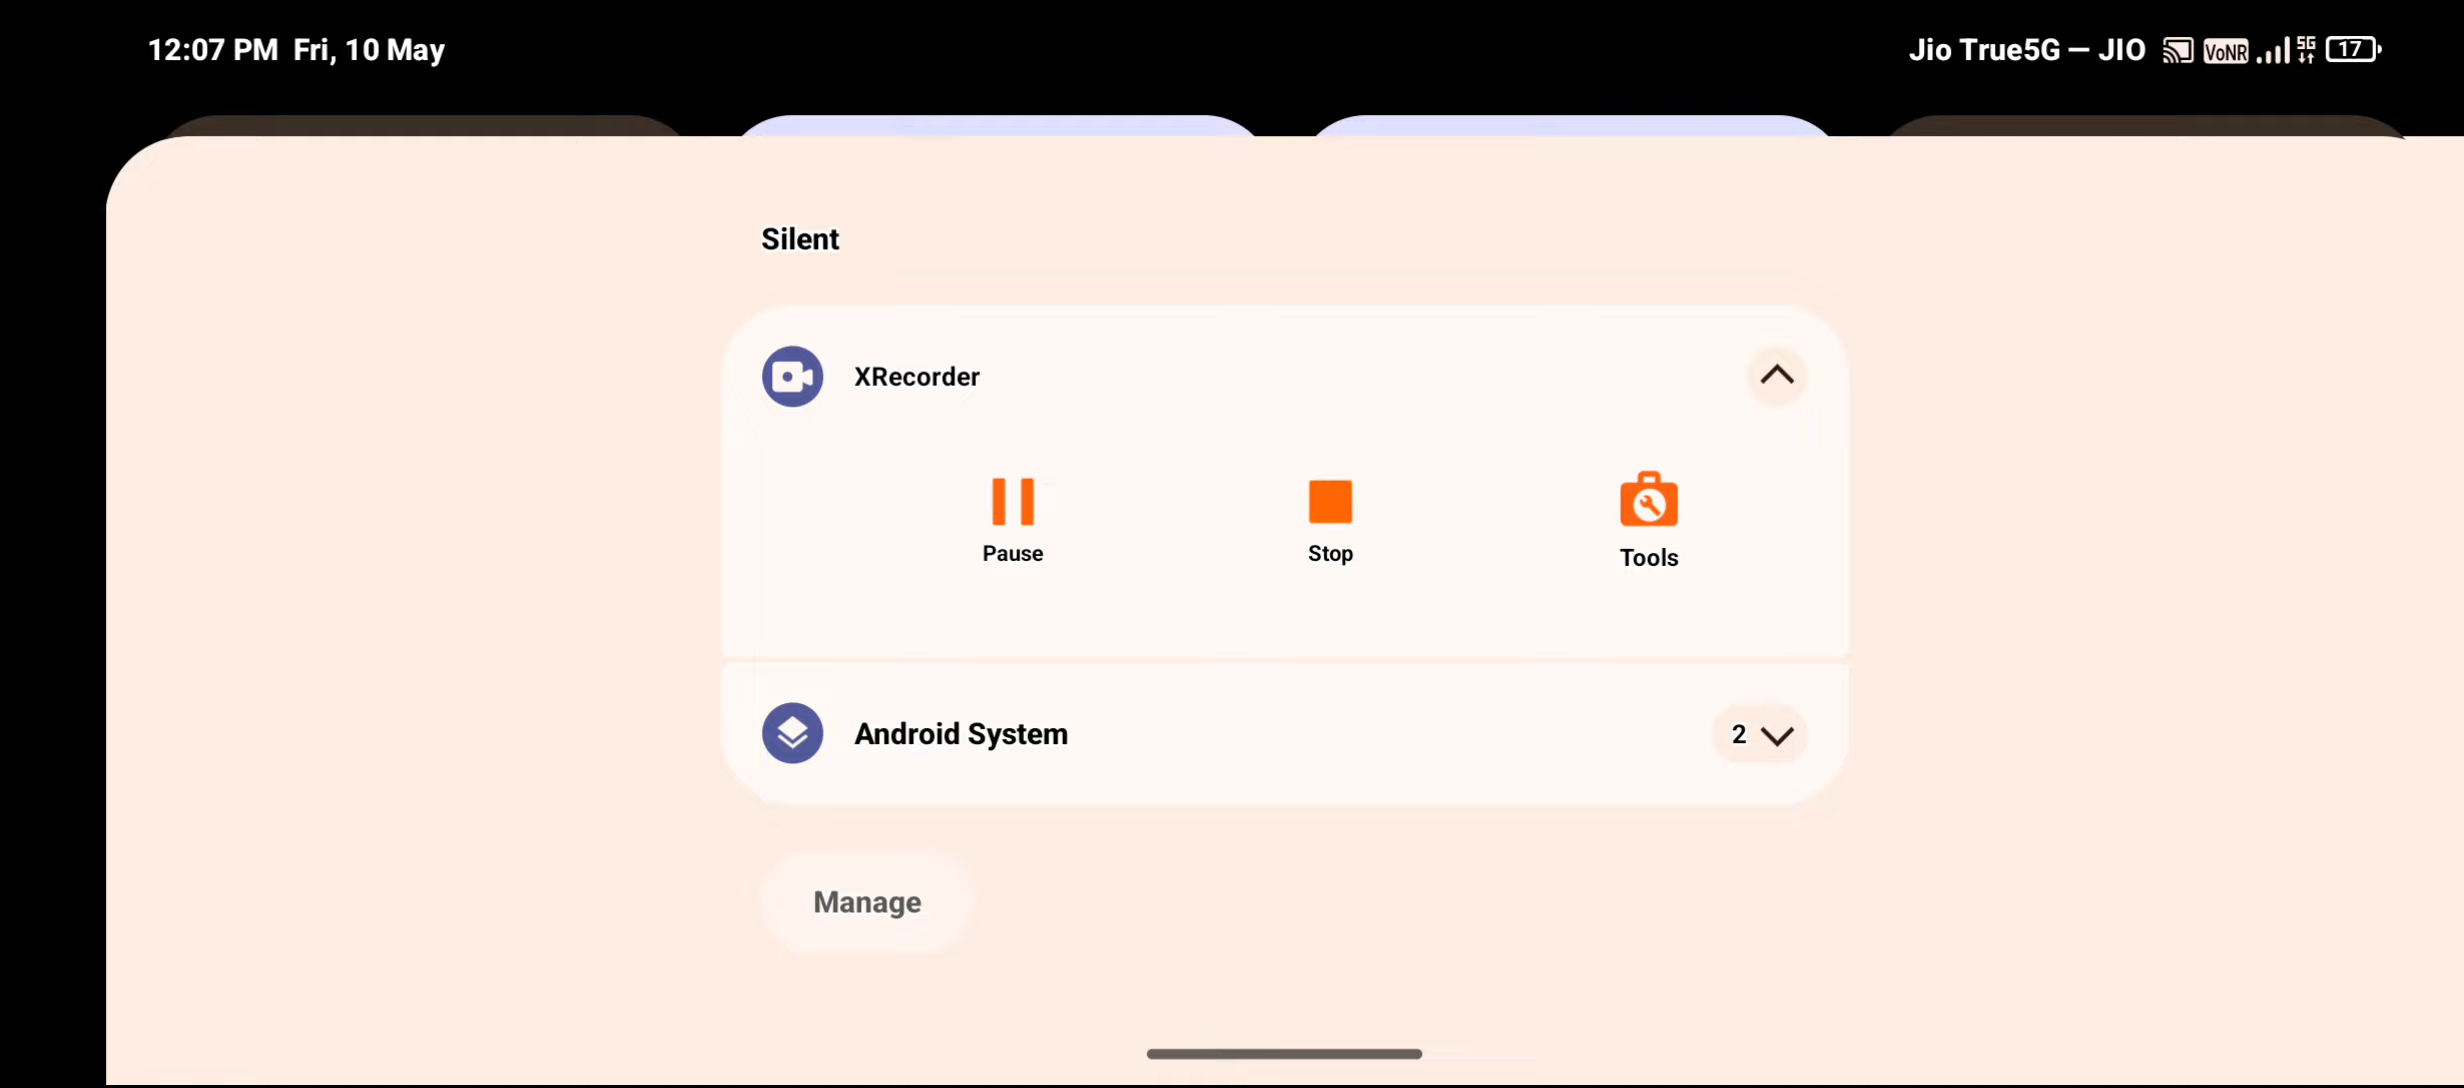 12:07 PM Fri, 10 May
Jio True5G — JIO VoNR 5G 17
Silent
XRecorder
Pause Stop Tools
Android System 2
Manage